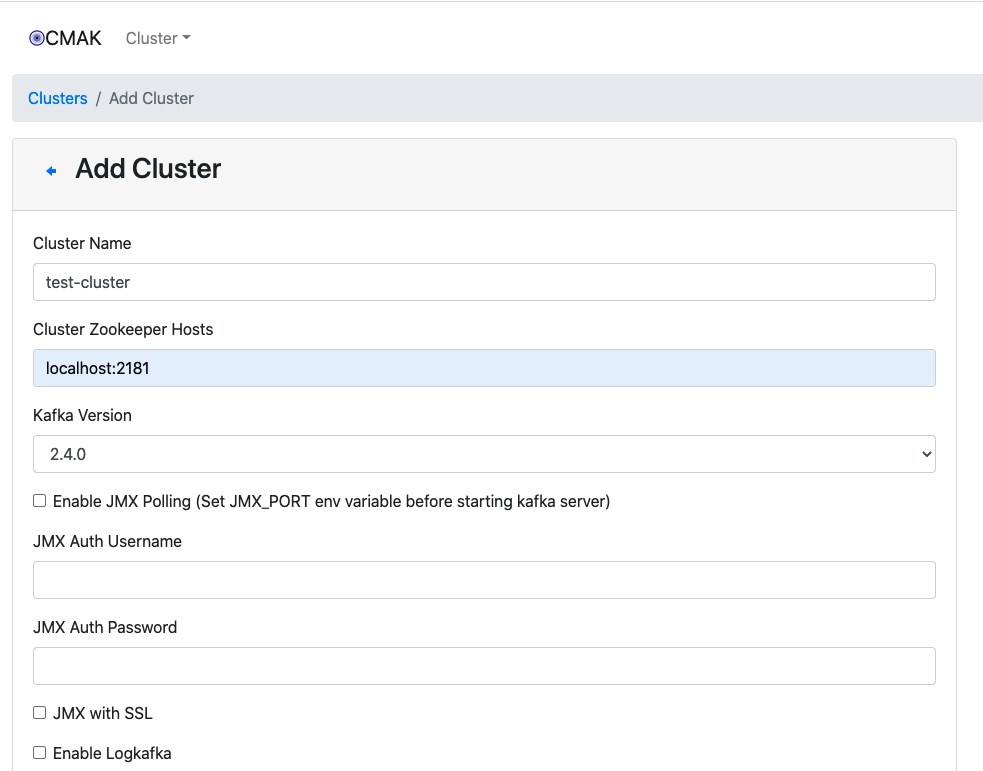 CMAK Cluster
Clusters / Add Cluster
Add Cluster
Cluster Name
test-cluster
Cluster Zookeeper Hosts
localhost:2181
Kafka Version
2.4.0
Enable JMX Polling (Set JMX_PORT env variable before starting kafka server)
JMX Auth Username
JMX Auth Password
JMX with SSL
Enable Logkafka